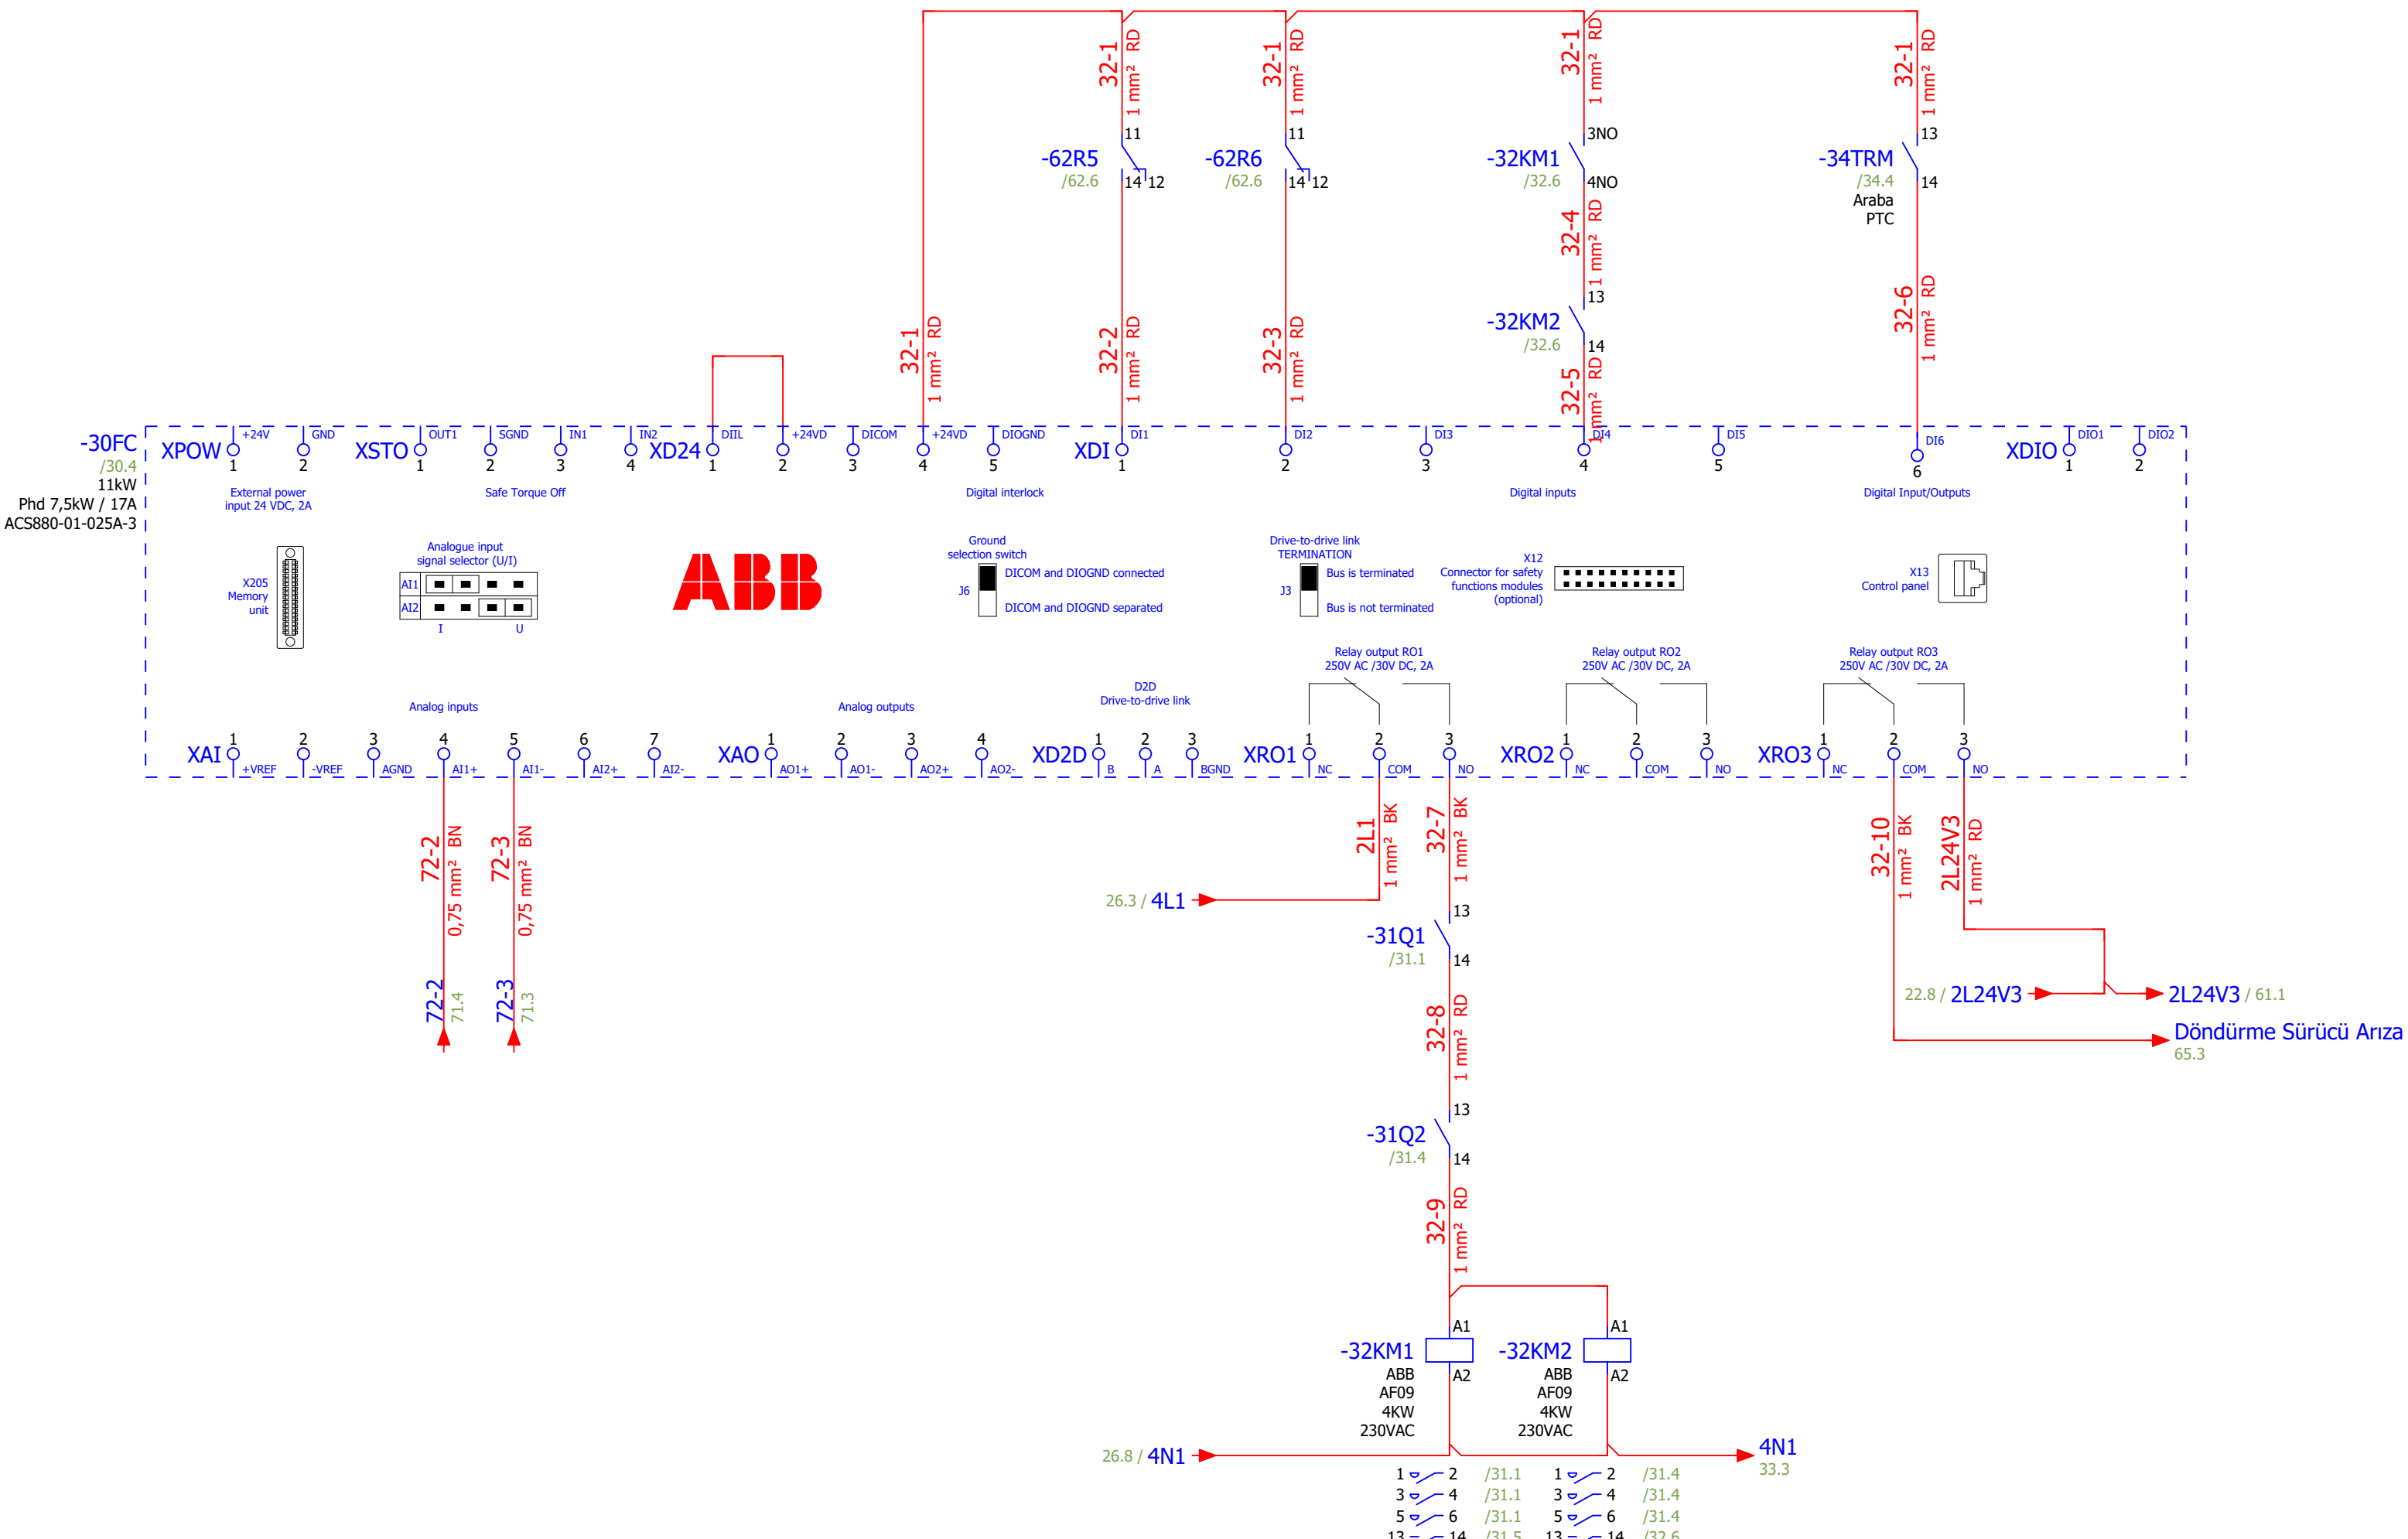 32-1
1 mm² RD
32-1
1 mm² RD
32-1
1 mm² RD
32-1
1 mm² RD
11
-62R5
/62.6
14 12
11
-62R6
/62.6
14 12
3NO
-32KM1
/32.6
4NO
13
-34TRM
/34.4
14
Araba
PTC
32-4
1 mm² RD
13
-32KM2
/32.6
14
32-1
1 mm² RD
32-2
1 mm² RD
32-3
1 mm² RD
32-5
1 mm² RD
32-6
1 mm² RD
-30FC
/30.4
11kW
Phd 7,5kW / 17A
ACS880-01-025A-3
XPOW
+24V
1
GND
2
External power
input 24 VDC, 2A
XSTO
OUT1
1
SGND
2
IN1
3
IN2
4
Safe Torque Off
XD24
DIIL
1
+24VD
2
DICOM
3
+24VD
4
DIOGND
5
Digital interlock
XDI
DI1
1
DI2
2
DI3
3
DI4
4
DI5
5
DI6
6
Digital inputs
XDIO
DIO1
1
DIO2
2
Digital Input/Outputs
X205
Memory
unit
Analogue input
signal selector (U/I)
AI1
AI2
I
U
ABB
Ground
selection switch
J6
DICOM and DIOGND connected
DICOM and DIOGND separated
Drive-to-drive link
TERMINATION
J3
Bus is terminated
Bus is not terminated
X12
Connector for safety
functions modules
(optional)
X13
Control panel
Relay output RO1
250V AC /30V DC, 2A
Relay output RO2
250V AC /30V DC, 2A
Relay output RO3
250V AC /30V DC, 2A
Analog inputs
Analog outputs
D2D
Drive-to-drive link
XAI
1
+VREF
2
-VREF
3
AGND
4
AI1+
5
AI1-
6
AI2+
7
AI2-
XAO
1
AO1+
2
AO1-
3
AO2+
4
AO2-
XD2D
1
B
2
A
3
BGND
XRO1
1
NC
2
COM
3
NO
XRO2
1
NC
2
COM
3
NO
XRO3
1
NC
2
COM
3
NO
72-2
0,75 mm² BN
72-3
0,75 mm² BN
72-2
71.4
72-3
71.3
2L1
1 mm² BK
32-7
1 mm² BK
32-10
1 mm² BK
2L24V3
1 mm² RD
26.3 / 4L1
13
-31Q1
/31.1
14
22.8 / 2L24V3
2L24V3 / 61.1
Döndürme Sürücü Arıza
65.3
32-8
1 mm² RD
13
-31Q2
/31.4
14
32-9
1 mm² RD
A1
-32KM1
A2
ABB
AF09
4KW
230VAC
A1
-32KM2
A2
ABB
AF09
4KW
230VAC
26.8 / 4N1
4N1
33.3
1 2 /31.1 1 2 /31.4
3 4 /31.1 3 4 /31.4
5 6 /31.1 5 6 /31.4
13 14 /31.5 13 14 /32.6